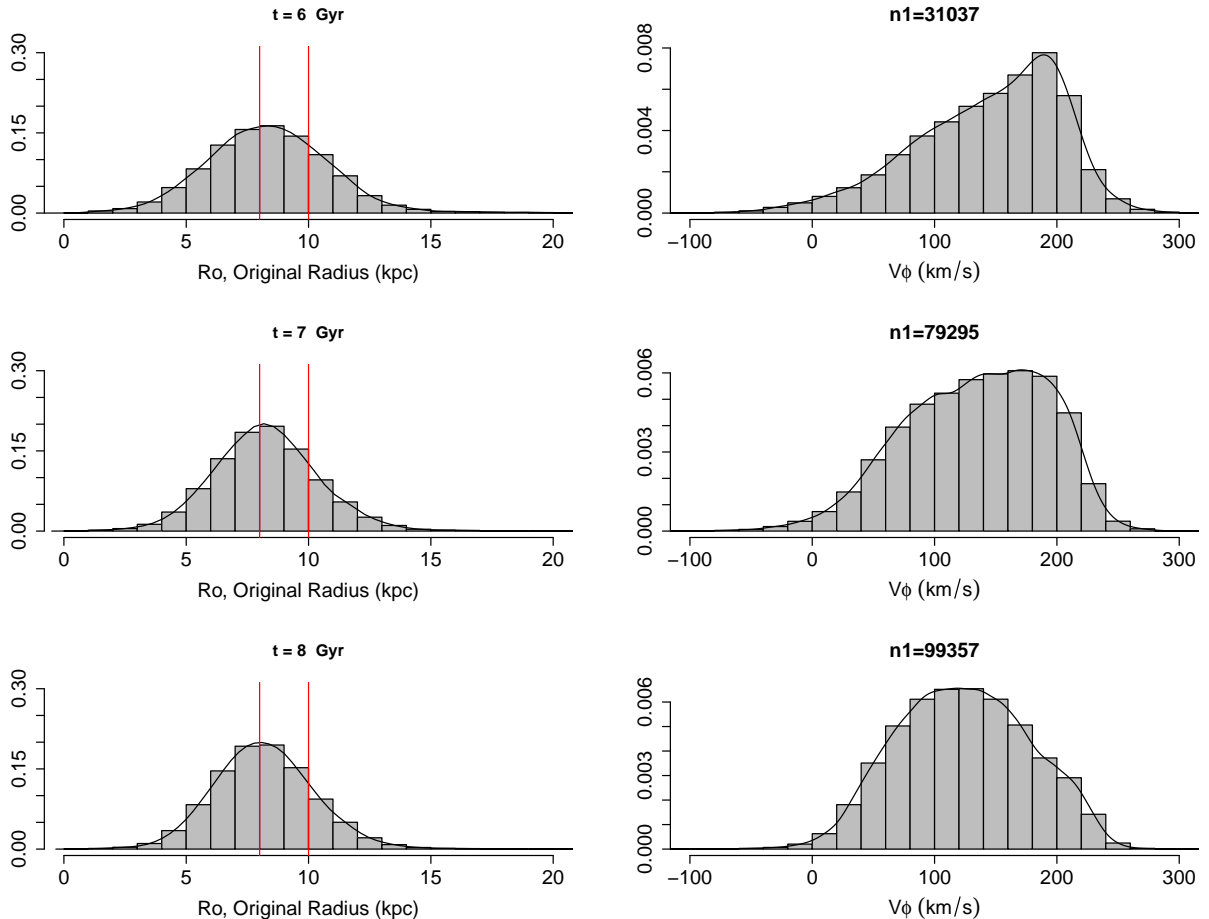 t = 6 Gyr
0.00 0.15 0.30
0 5 10 15 20
Ro, Original Radius (kpc)
n1=31037
0.000 0.004 0.008
−100 0 100 200 300
Vϕ (km/s)
t = 7 Gyr
0.00 0.15 0.30
0 5 10 15 20
Ro, Original Radius (kpc)
n1=79295
0.000 0.003 0.006
−100 0 100 200 300
Vϕ (km/s)
t = 8 Gyr
0.00 0.15 0.30
0 5 10 15 20
Ro, Original Radius (kpc)
n1=99357
0.000 0.003 0.006
−100 0 100 200 300
Vϕ (km/s)